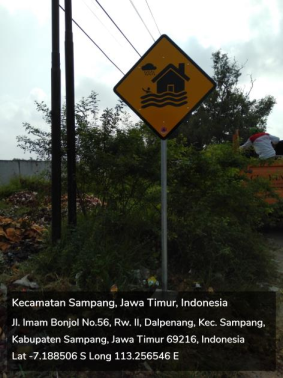 Kecamatan Sampang, Jawa Timur, Indonesia
Jl. Imam Bonjol No.56, Rw. II, Dalpenang, Kec. Sampang,
Kabupaten Sampang, Jawa Timur 69216, Indonesia
Lat -7.188506 S Long 113.256546 E